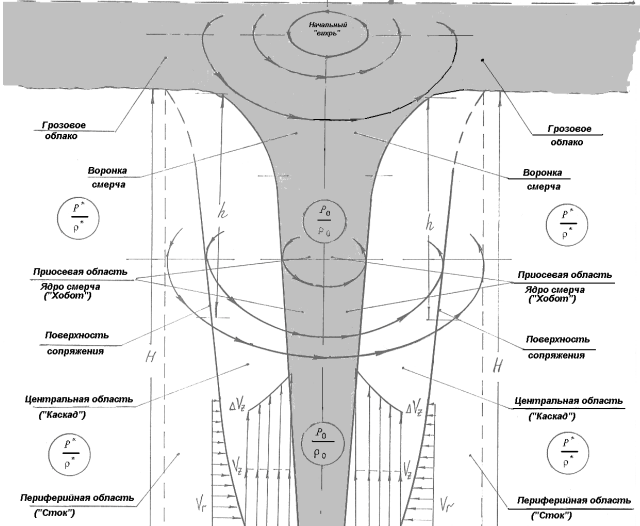 Начальный
"вихрь"
Грозовое
облако
Грозовое
облако
Воронка
смерча
Воронка
смерча
h
h
P*
ρ*
P*
ρ*
P₀
ρ₀
Приосевая область
Ядро смерча
("Хобот")
Приосевая область
Ядро смерча
("Хобот")
Поверхность
сопряжения
Поверхность
сопряжения
H
H
Центральная область
("Каскад")
Центральная область
("Каскад")
ΔVz
ΔVz
P*
ρ*
P₀
ρ₀
P*
ρ*
Vz
Vz
Периферийная область
("Сток")
Периферийная область
("Сток")
Vr
Vr